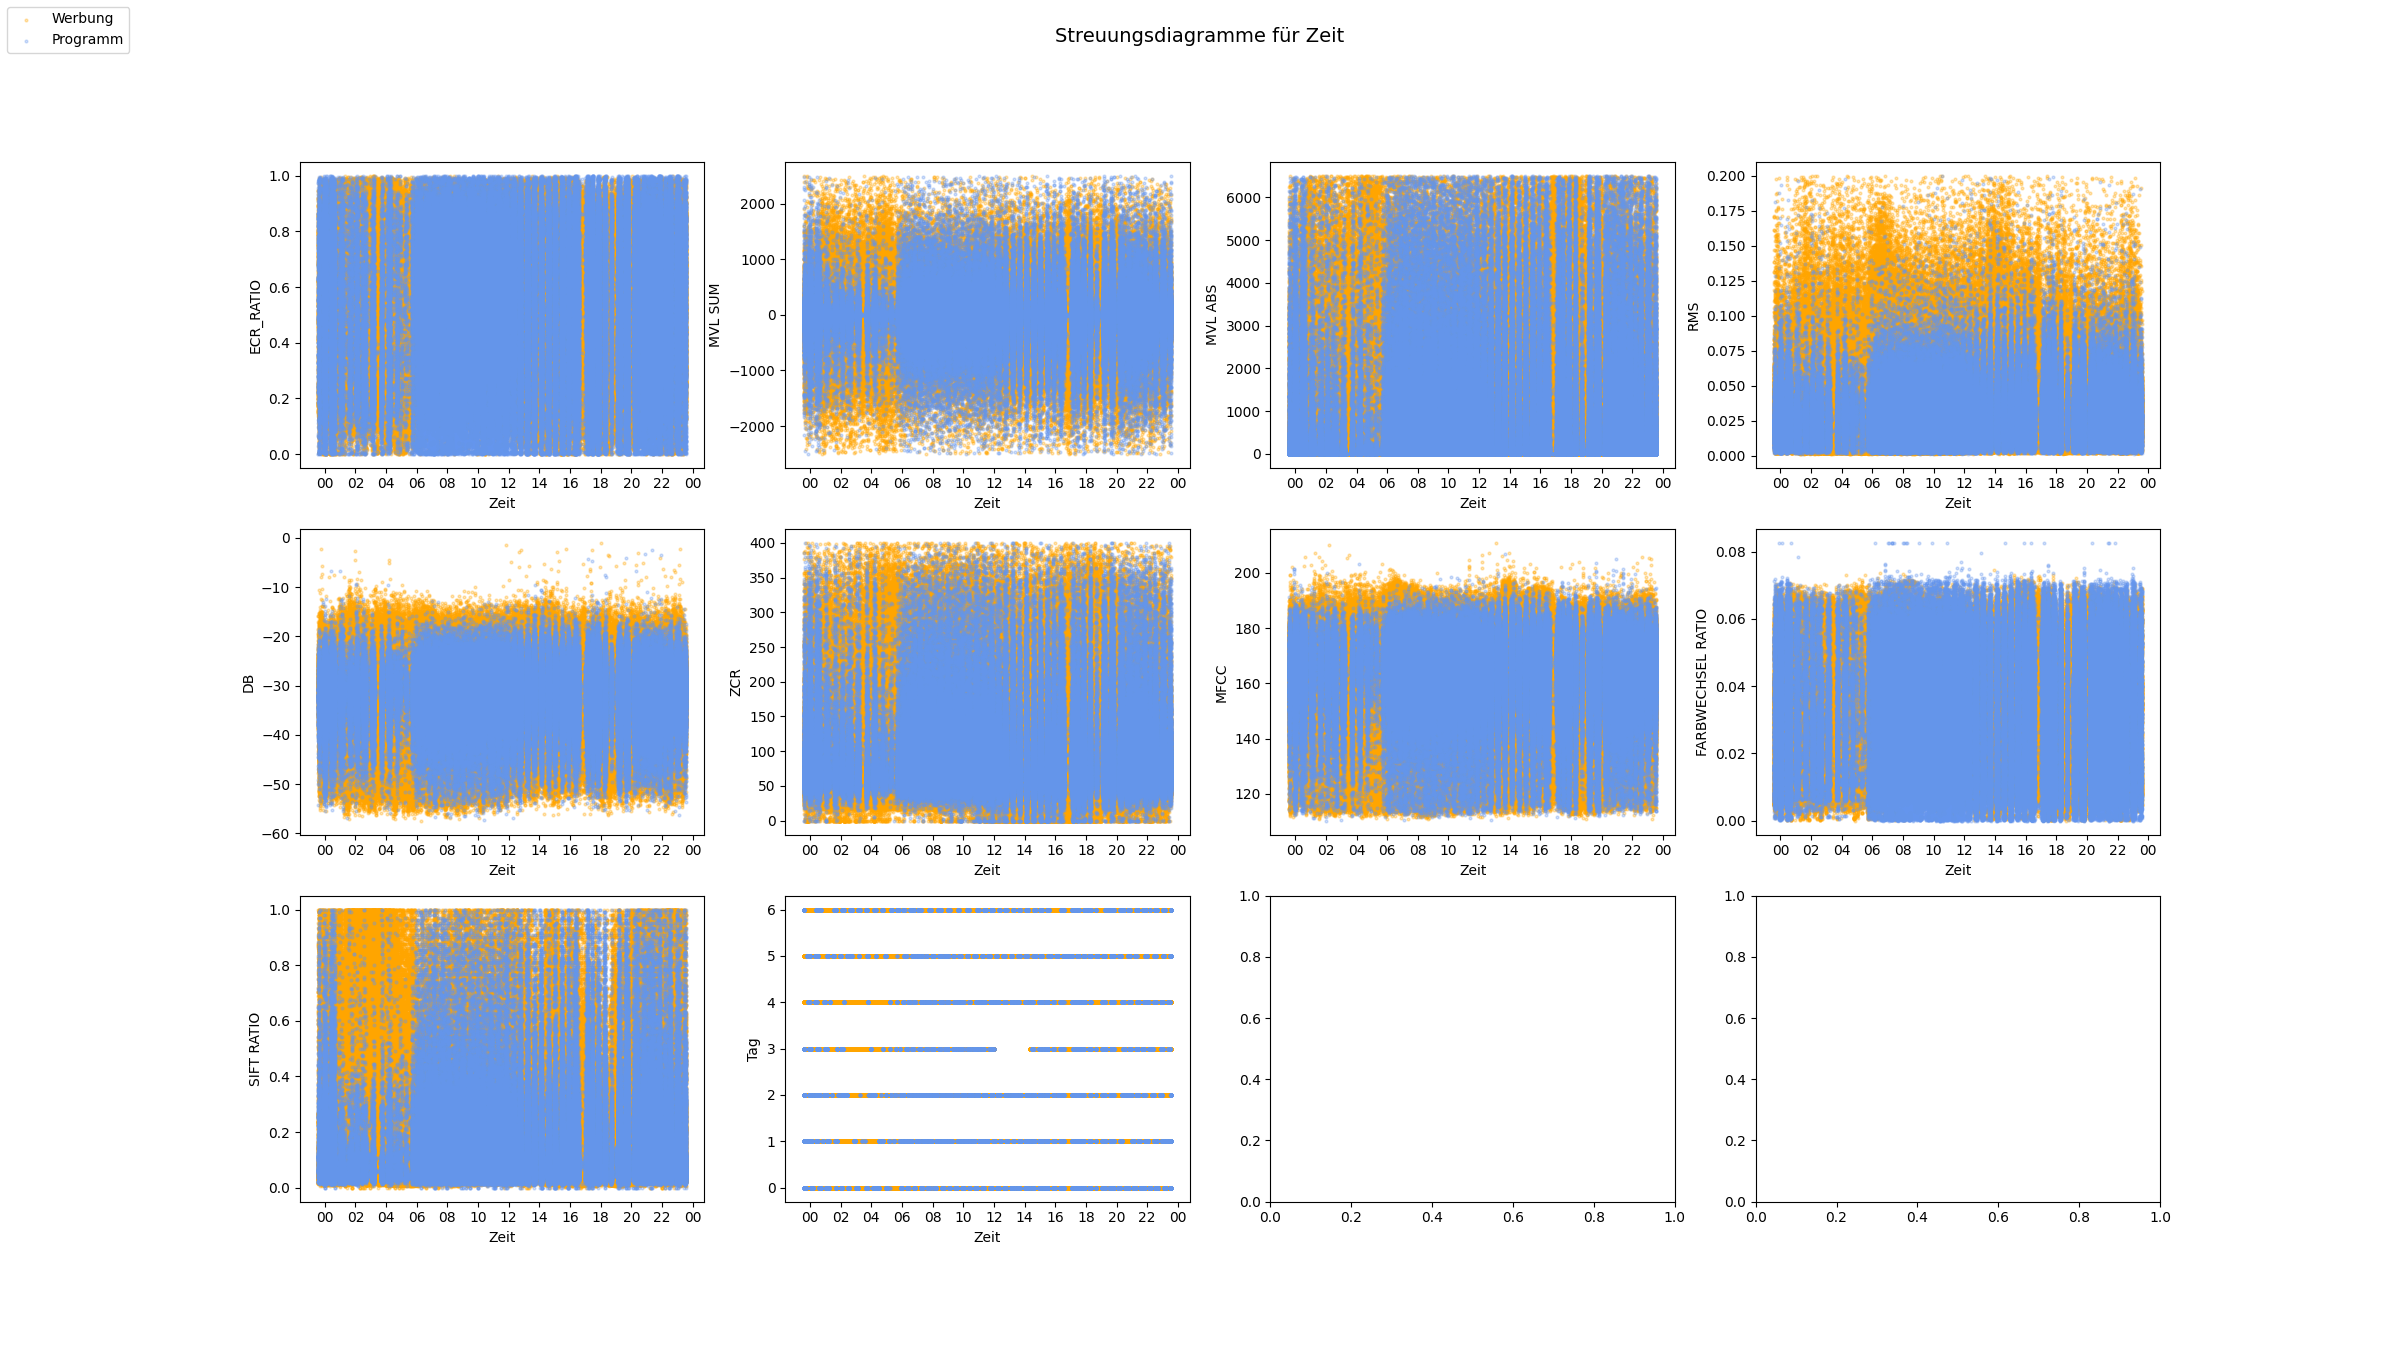 Werbung
Programm
Streuungsdiagramme für Zeit
1.0
0.8
0.6
0.4
0.2
0.0
ECR_RATIO
00 02 04 06 08 10 12 14 16 18 20 22 00
Zeit
2000
1000
0
−1000
−2000
MVL SUM
00 02 04 06 08 10 12 14 16 18 20 22 00
Zeit
6000
5000
4000
3000
2000
1000
0
MVL ABS
00 02 04 06 08 10 12 14 16 18 20 22 00
Zeit
0.200
0.175
0.150
0.125
0.100
0.075
0.050
0.025
0.000
RMS
00 02 04 06 08 10 12 14 16 18 20 22 00
Zeit
0
−10
−20
−30
−40
−50
−60
DB
00 02 04 06 08 10 12 14 16 18 20 22 00
Zeit
400
350
300
250
200
150
100
50
0
ZCR
00 02 04 06 08 10 12 14 16 18 20 22 00
Zeit
200
180
160
140
120
MFCC
00 02 04 06 08 10 12 14 16 18 20 22 00
Zeit
0.08
0.06
0.04
0.02
0.00
FARBWECHSEL RATIO
00 02 04 06 08 10 12 14 16 18 20 22 00
Zeit
1.0
0.8
0.6
0.4
0.2
0.0
SIFT RATIO
00 02 04 06 08 10 12 14 16 18 20 22 00
Zeit
6
5
4
3
2
1
0
Tag
00 02 04 06 08 10 12 14 16 18 20 22 00
Zeit
1.0
0.8
0.6
0.4
0.2
0.0
0.0 0.2 0.4 0.6 0.8 1.0
1.0
0.8
0.6
0.4
0.2
0.0
0.0 0.2 0.4 0.6 0.8 1.0